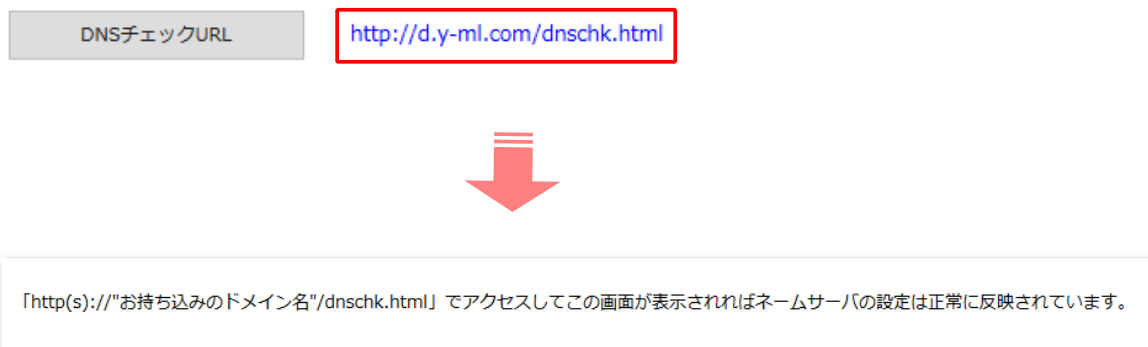 DNSチェックURL
http://d.y-ml.com/dnschk.html
「http(s)://"お持ち込みのドメイン名"/dnschk.html」でアクセスしてこの画面が表示されればネームサーバの設定は正常に反映されています。